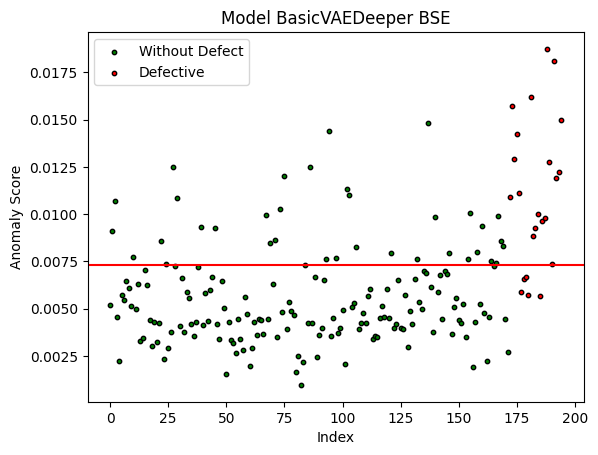 Model BasicVAEDeeper BSE
Without Defect
Defective
Anomaly Score
0.0175
0.0150
0.0125
0.0100
0.0075
0.0050
0.0025
0 25 50 75 100 125 150 175 200
Index